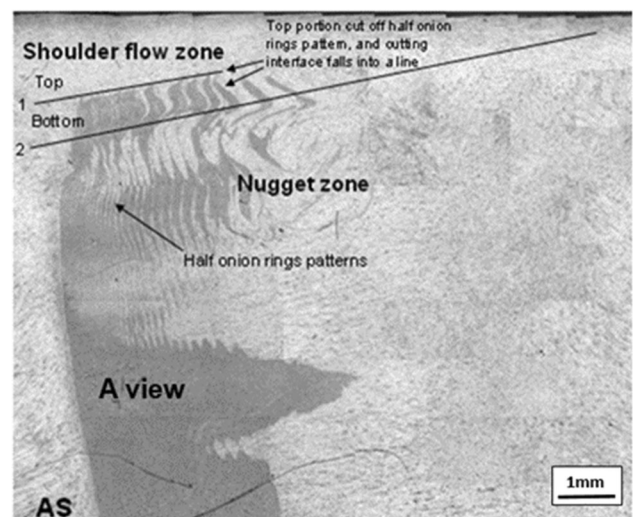 Top portion cut off half onion
rings pattern, and cutting
interface falls into a line
Shoulder flow zone
Top
1
Bottom
2
Nugget zone
Half onion rings patterns
A view
AS
1mm